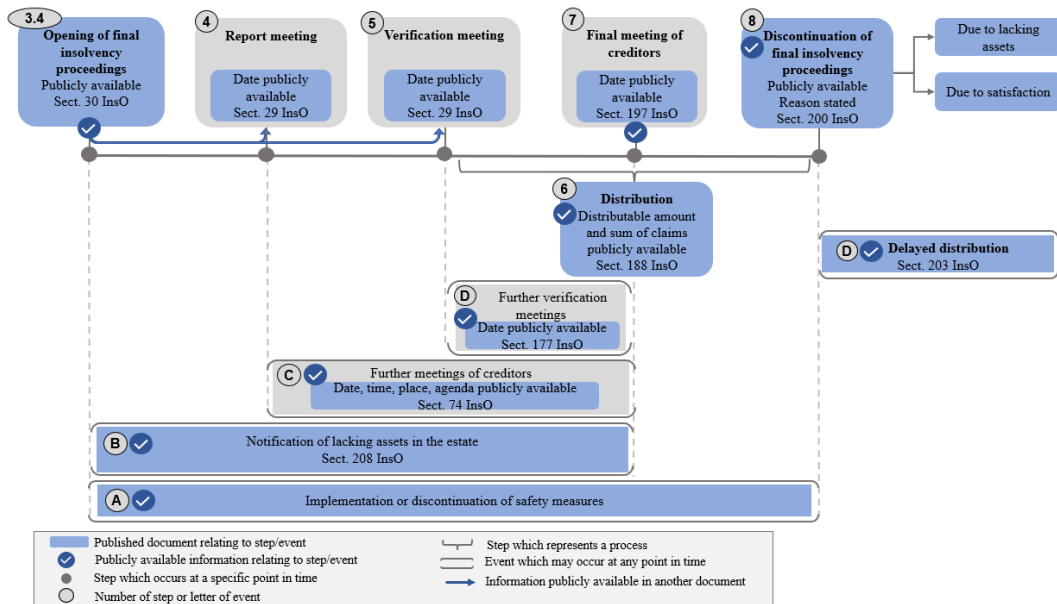 3.4
Opening of final
insolvency
proceedings
Publicly available
Sect. 30 InsO
4
Report meeting
Date publicly
available
Sect. 29 InsO
5
Verification meeting
Date publicly
available
Sect. 29 InsO
7
Final meeting of
creditors
Date publicly
available
Sect. 197 InsO
8
Discontinuation of
final insolvency
proceedings
Publicly available
Reason stated
Sect. 200 InsO
Due to lacking
assets
Due to satisfaction
6
Distribution
Distributable amount
and sum of claims
publicly available
Sect. 188 InsO
D
Delayed distribution
Sect. 203 InsO
D
Further verification
meetings
Date publicly available
Sect. 177 InsO
C
Further meetings of creditors
Date, time, place, agenda publicly available
Sect. 74 InsO
B
Notification of lacking assets in the estate
Sect. 208 InsO
A
Implementation or discontinuation of safety measures
Published document relating to step/event
Publicly available information relating to step/event
Step which occurs at a specific point in time
Number of step or letter of event
Step which represents a process
Event which may occur at any point in time
Information publicly available in another document